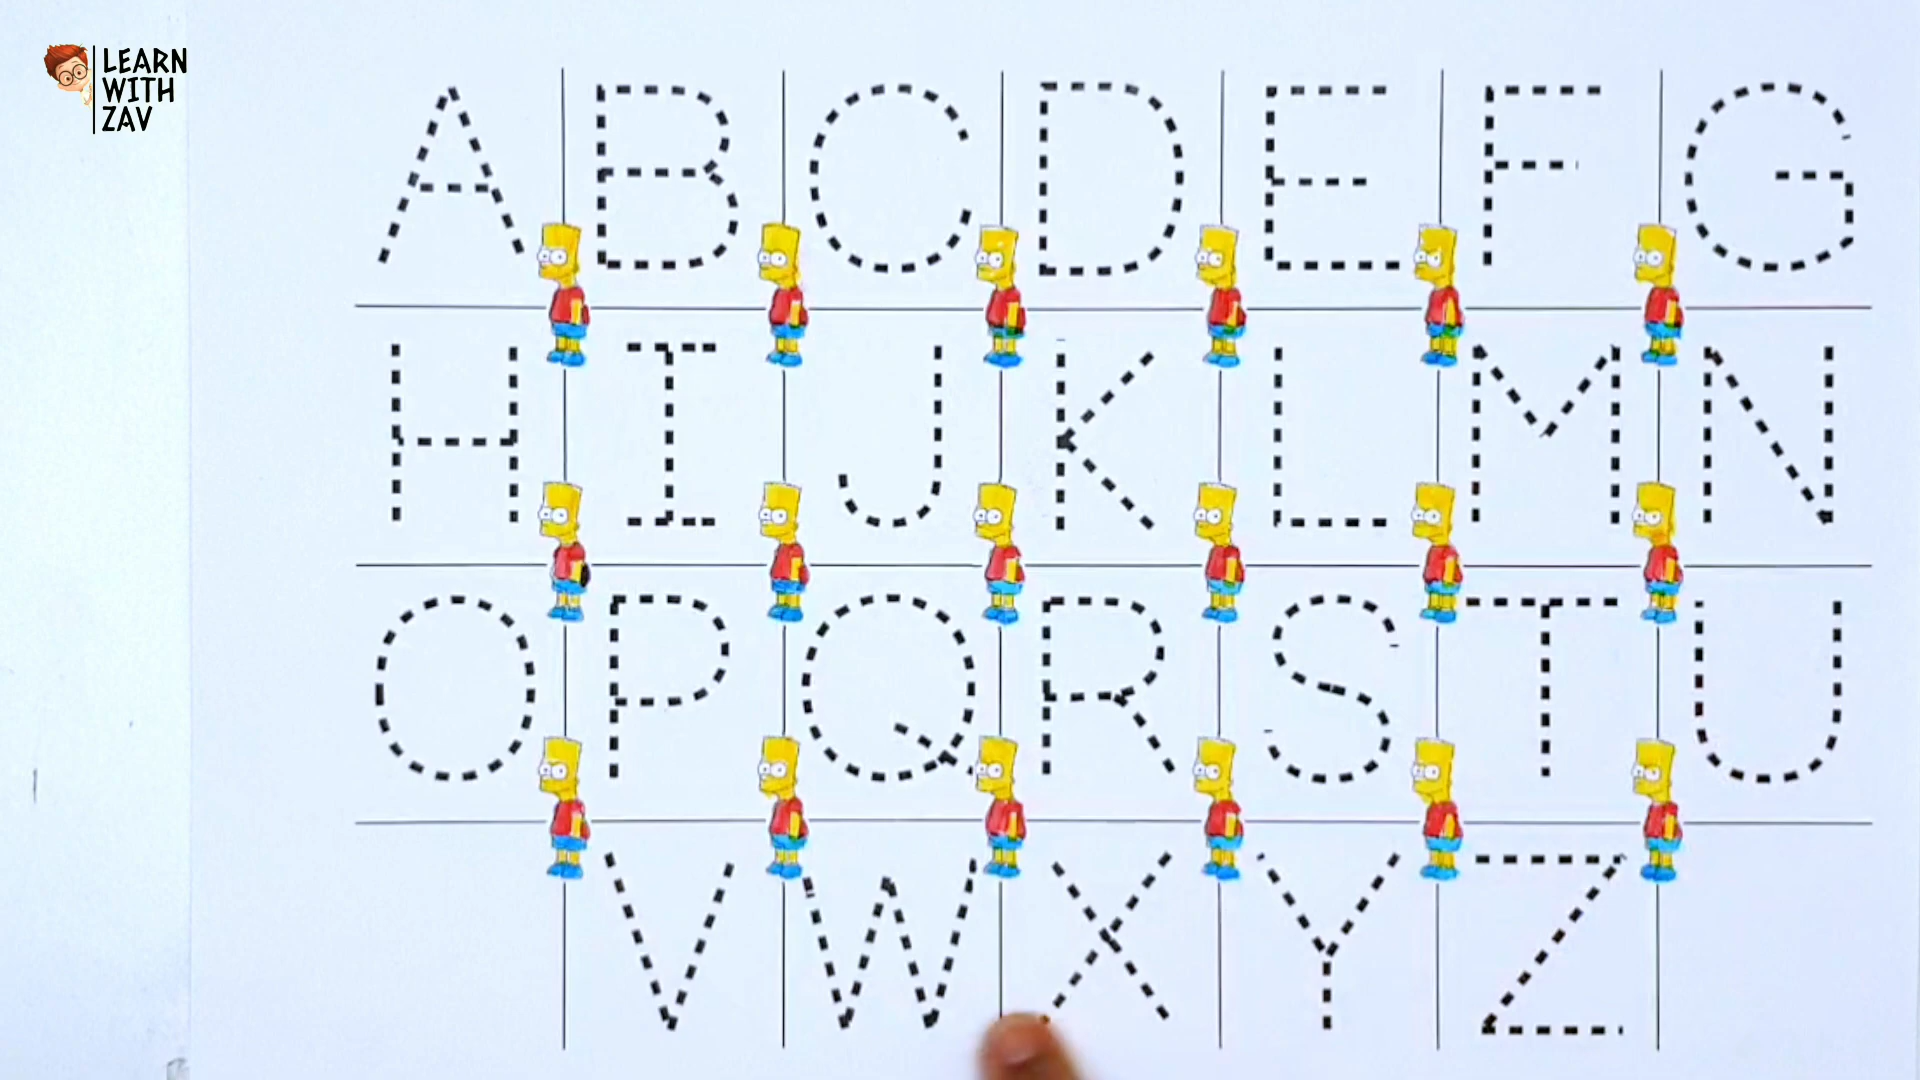 LEARN
WITH
ZAV
A B C D E F G
H I J K L M N
O P Q R S T U
V W X Y Z